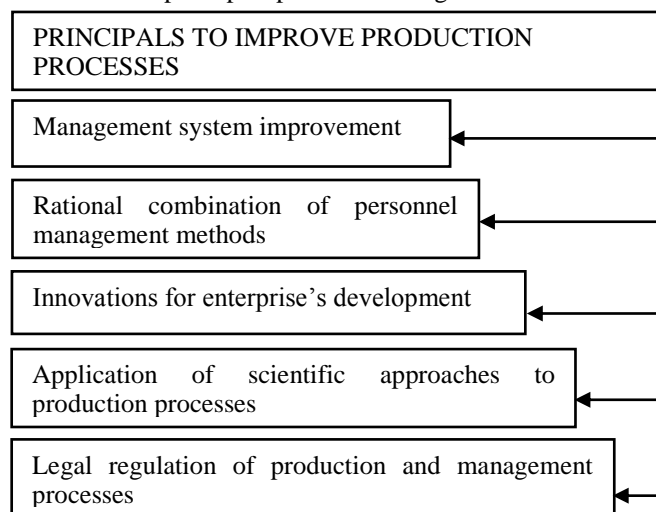 PRINCIPALS TO IMPROVE PRODUCTION
PROCESSES
Management system improvement
Rational combination of personnel
management methods
Innovations for enterprise's development
Application of scientific approaches to
production processes
Legal regulation of production and management
processes